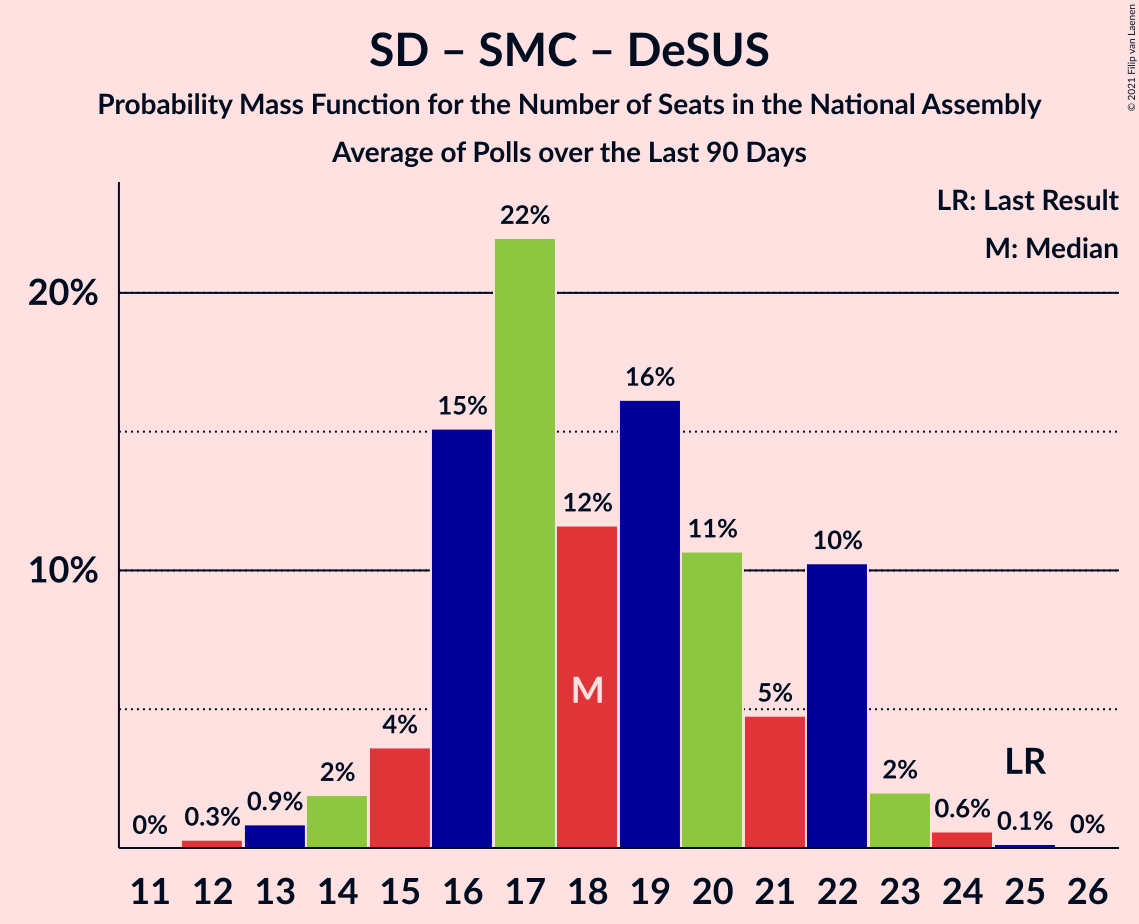 SD – SMC – DeSUS
Probability Mass Function for the Number of Seats in the National Assembly
Average of Polls over the Last 90 Days
© 2021 Filip van Laenen
LR: Last Result
M: Median
20%
10%
0%
0.3%
0.9%
2%
4%
15%
22%
12%
16%
11%
5%
10%
2%
0.6%
0.1%
0%
M
LR
11 12 13 14 15 16 17 18 19 20 21 22 23 24 25 26